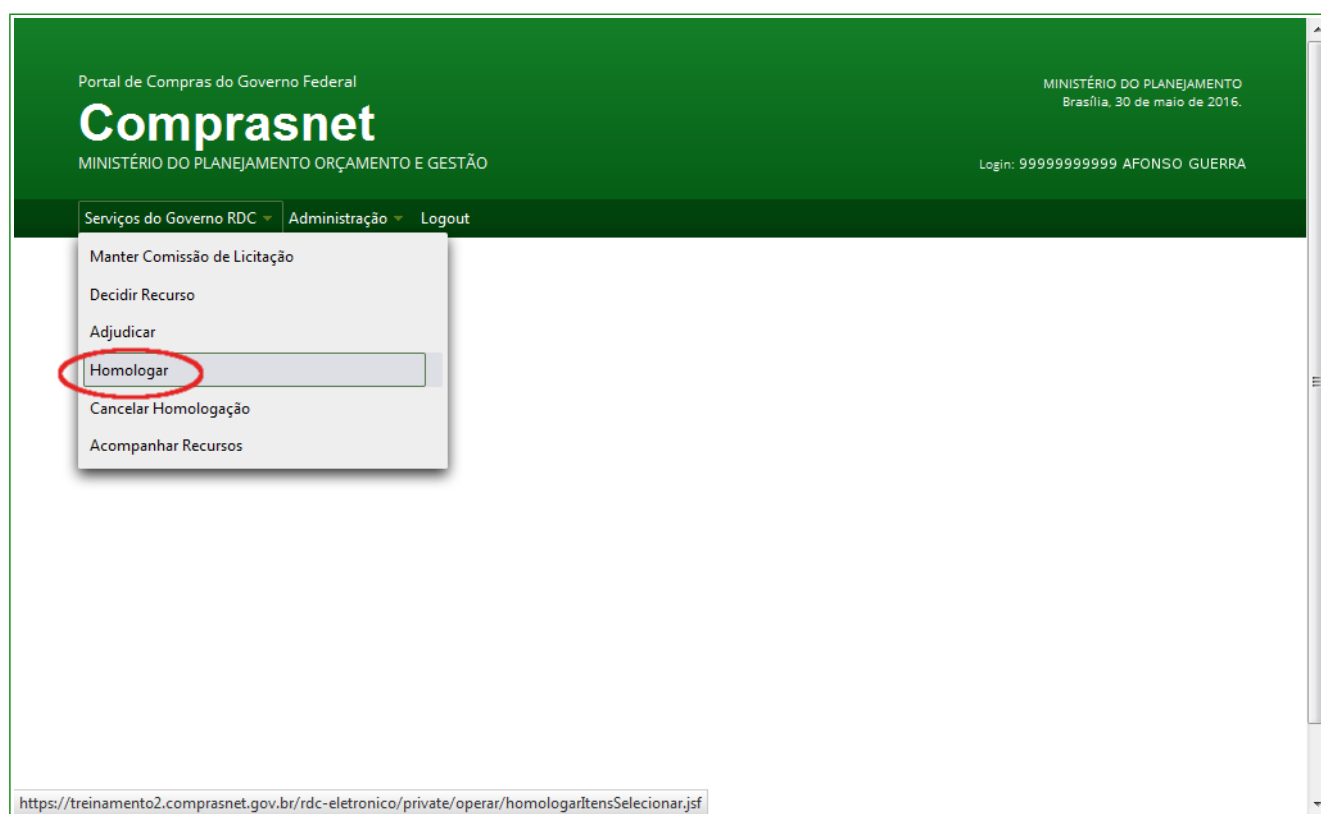 Portal de Compras do Governo Federal
Comprasnet
MINISTÉRIO DO PLANEJAMENTO ORÇAMENTO E GESTÃO
MINISTÉRIO DO PLANEJAMENTO
Brasília, 30 de maio de 2016.
Login: 99999999999 AFONSO GUERRA
Serviços do Governo RDC Administração Logout
Manter Comissão de Licitação
Decidir Recurso
Adjudicar
Homologar
Cancelar Homologação
Acompanhar Recursos
https://treinamento2.comprasnet.gov.br/rdc-eletronico/private/operar/homologarItensSelecionar.jsf